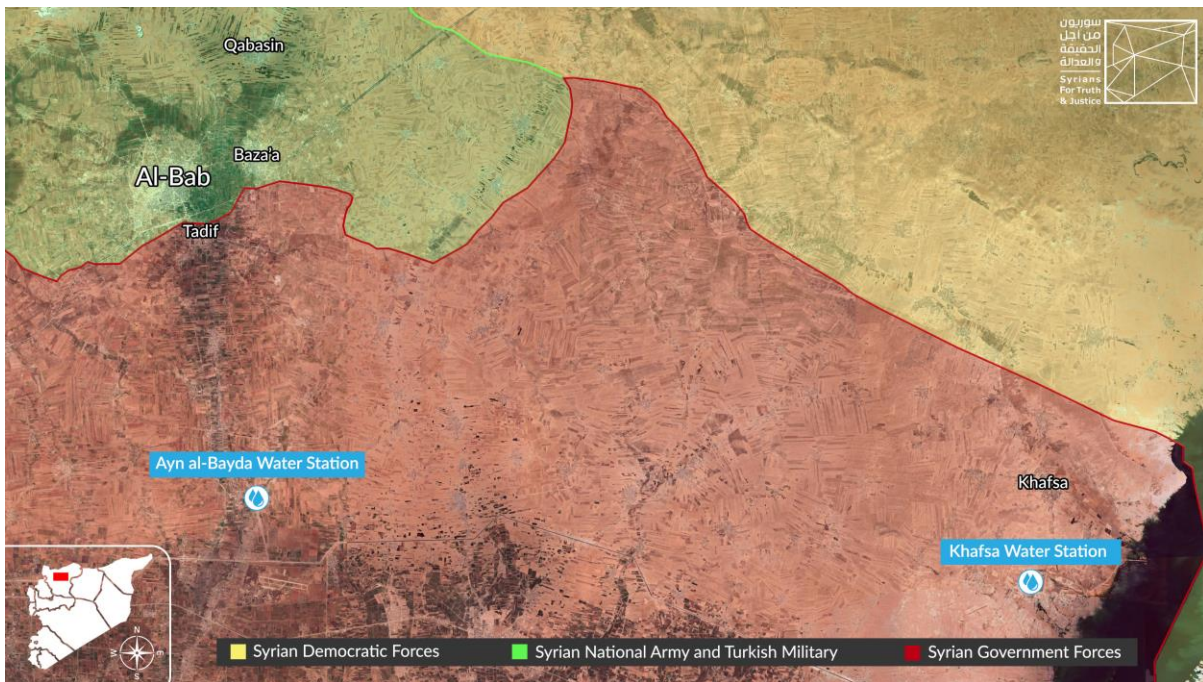 سوريون
من أجل
الحقيقة
والعدالة
Syrians
For Truth
& Justice
Qabasin
Baza'a
Al-Bab
Tadif
Ayn al-Bayda Water Station
Khafsa
Khafsa Water Station
N
W
E
S
Syrian Democratic Forces
Syrian National Army and Turkish Military
Syrian Government Forces